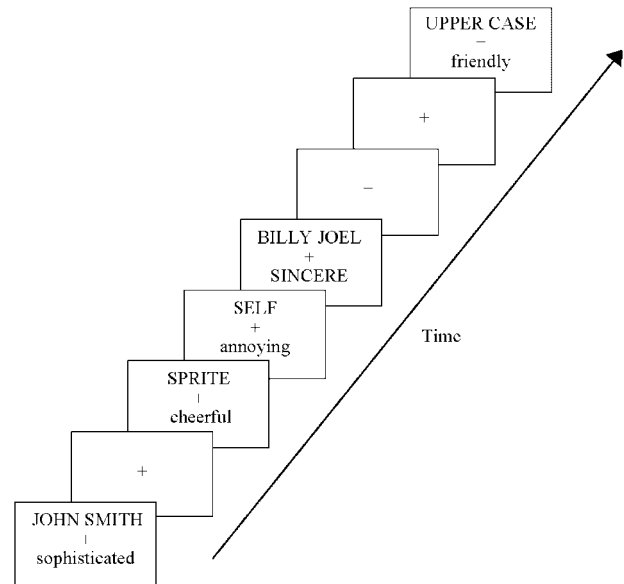 UPPER CASE
–
friendly
+
–
BILLY JOEL
+
SINCERE
SELF
+
annoying
Time
SPRITE
+
cheerful
+
JOHN SMITH
+
sophisticated